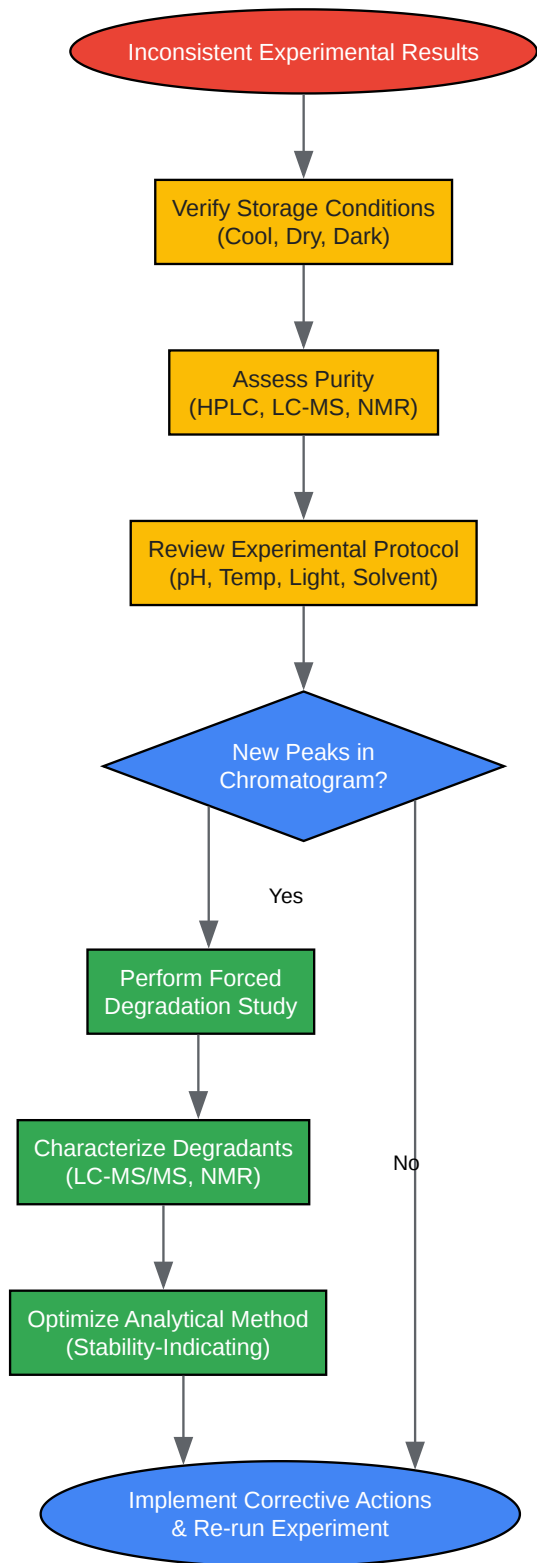 Inconsistent Experimental Results
Verify Storage Conditions
(Cool, Dry, Dark)
Assess Purity
(HPLC, LC-MS, NMR)
Review Experimental Protocol
(pH, Temp, Light, Solvent)
New Peaks in
Chromatogram?
Yes
Perform Forced
Degradation Study
Characterize Degradants
(LC-MS/MS, NMR)
No
Optimize Analytical Method
(Stability-Indicating)
Implement Corrective Actions
& Re-run Experiment